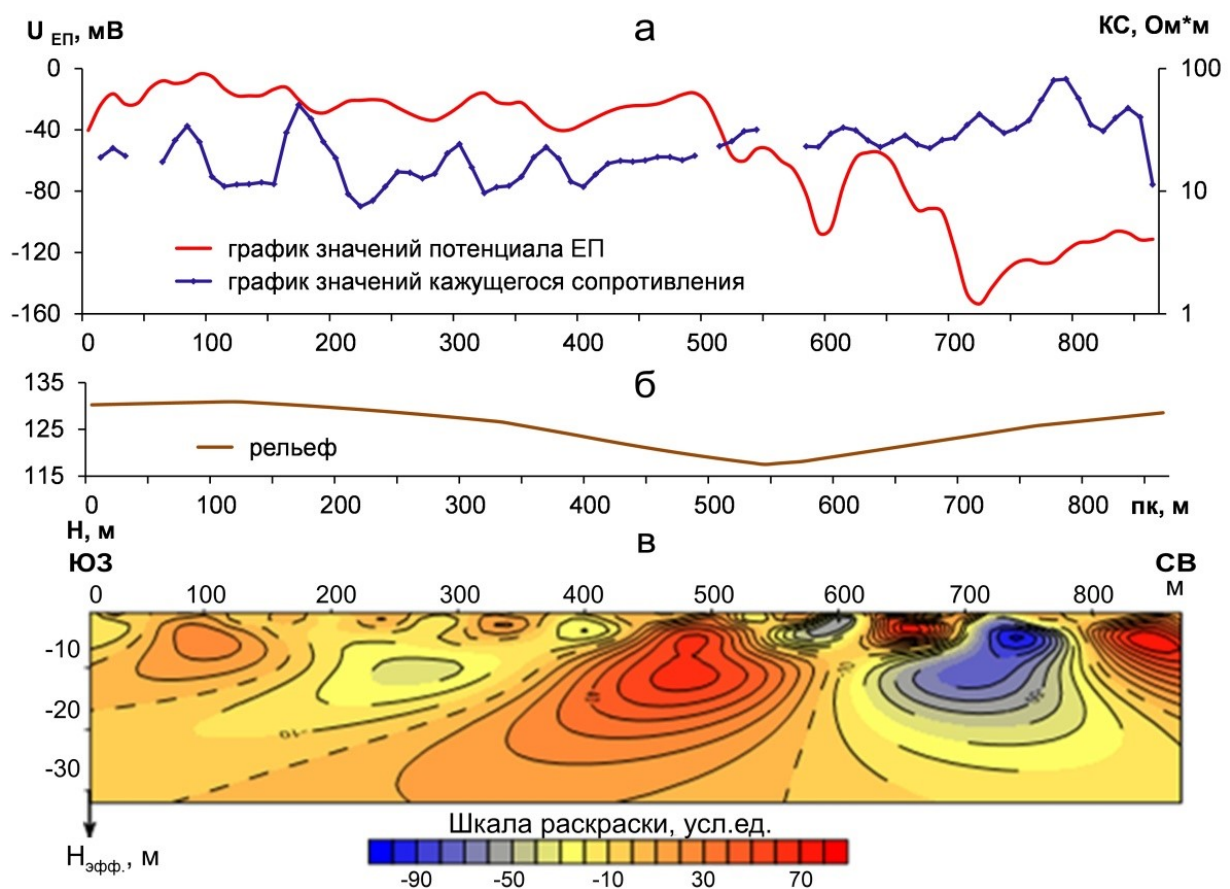 U ЕП, мВ
а
КС, Ом*м
0
100
-40
-80
10
-120
-160
1
график значений потенциала ЕП
график значений кажущегося сопротивления
0 100 200 300 400 500 600 700 800
б
135
125
115
рельеф
0 100 200 300 400 500 600 700 800 пк, м
Н, м
в
ЮЗ
СВ
0 100 200 300 400 500 600 700 800 м
-10
-20
-30
-10
40
Нэфф., м
Шкала раскраски, усл.ед.
-90 -50 -10 30 70